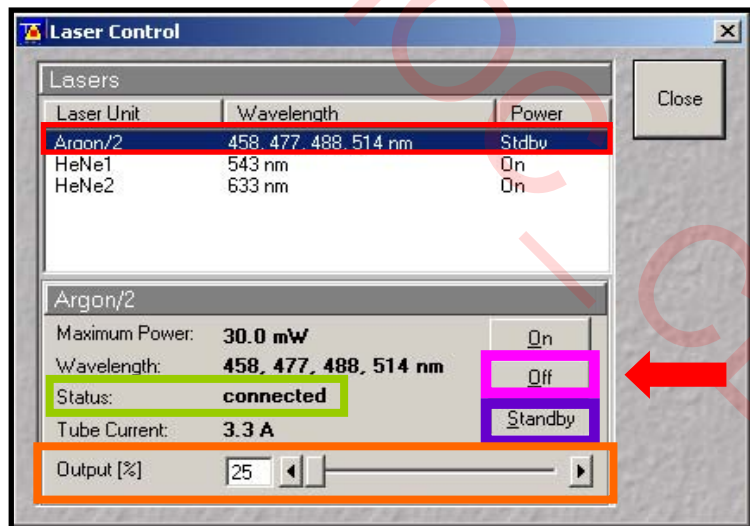 Laser Control
Lasers
Close
Laser Unit Wavelength Power
Argon/2 458, 477, 488, 514 nm Stdby
HeNe1 543 nm On
HeNe2 633 nm On
Argon/2
Maximum Power: 30.0 mW On
Wavelength: 458, 477, 488, 514 nm Off
Status: connected
Tube Current: 3.3 A Standby
Output [%] 25